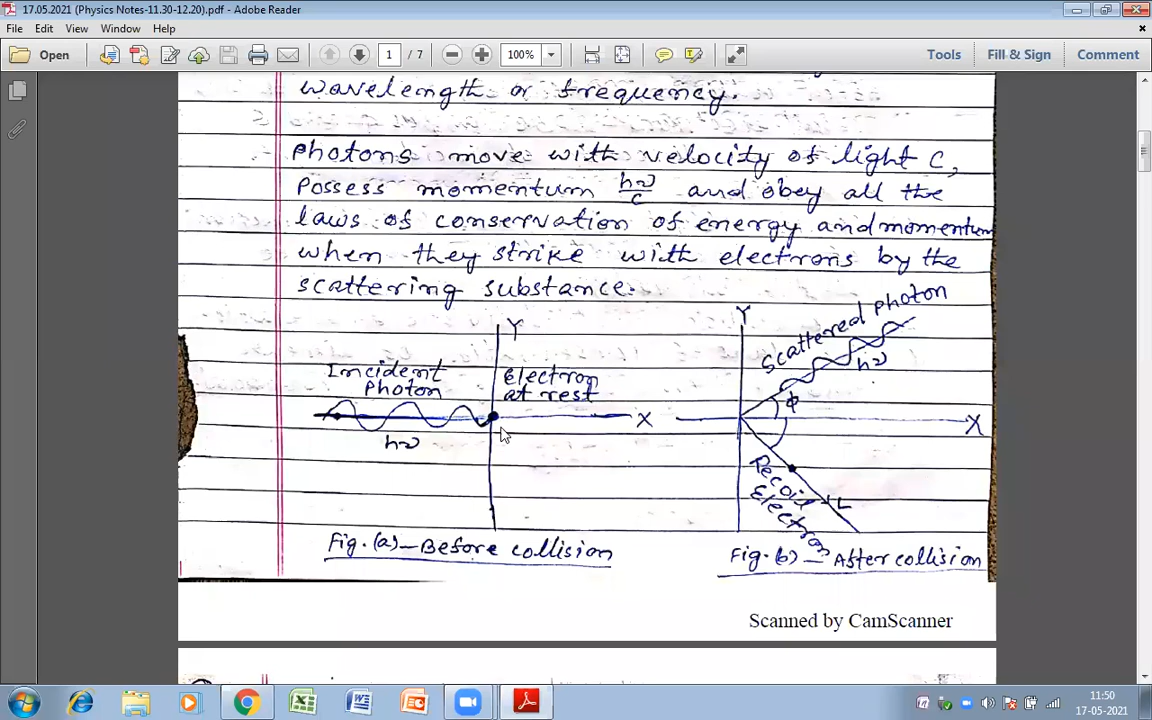 17.05.2021 (Physics Notes-11.30-12.20).pdf - Adobe Reader
File Edit View Window Help
Open 1 / 7 100% Tools Fill & Sign Comment
wavelength or frequency.
photons move with velocity of light C,
Possess momentum hν/c and obey all the
laws of conservation of energy and momentum
when they strike with electrons by the
scattering substance.
Y
Incident
Photon
Electron
at rest
X
hν
Fig. (a)—Before collision
Y
Scattered photon
hν
ϕ
X
Recoil
Electron
Fig. (b) — After collision
Scanned by CamScanner
11:50
17-05-2021